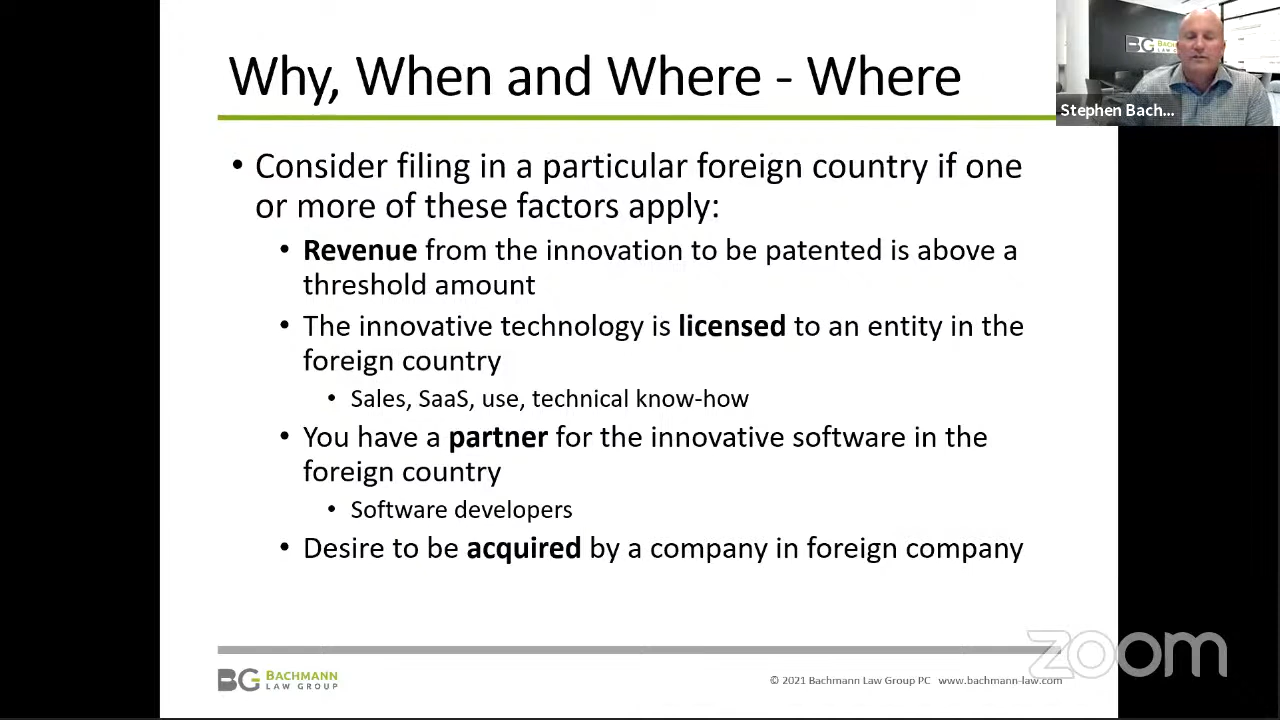 Why, When and Where - Where
• Consider filing in a particular foreign country if one
or more of these factors apply:
• Revenue from the innovation to be patented is above a
threshold amount
• The innovative technology is licensed to an entity in the
foreign country
• Sales, SaaS, use, technical know-how
• You have a partner for the innovative software in the
foreign country
• Software developers
• Desire to be acquired by a company in foreign company
BG BACHMANN
LAW GROUP
© 2021 Bachmann Law Group PC www.bachmann-law.com
BG
Stephen Bach...
zoom